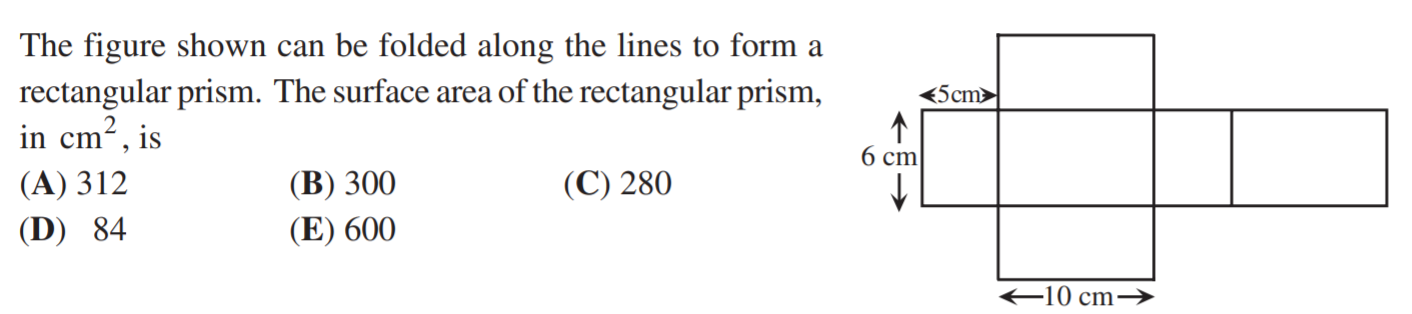 The figure shown can be folded along the lines to form a
rectangular prism. The surface area of the rectangular prism,
in cm², is
(A) 312 (B) 300 (C) 280
(D) 84 (E) 600
5cm
6 cm
10 cm